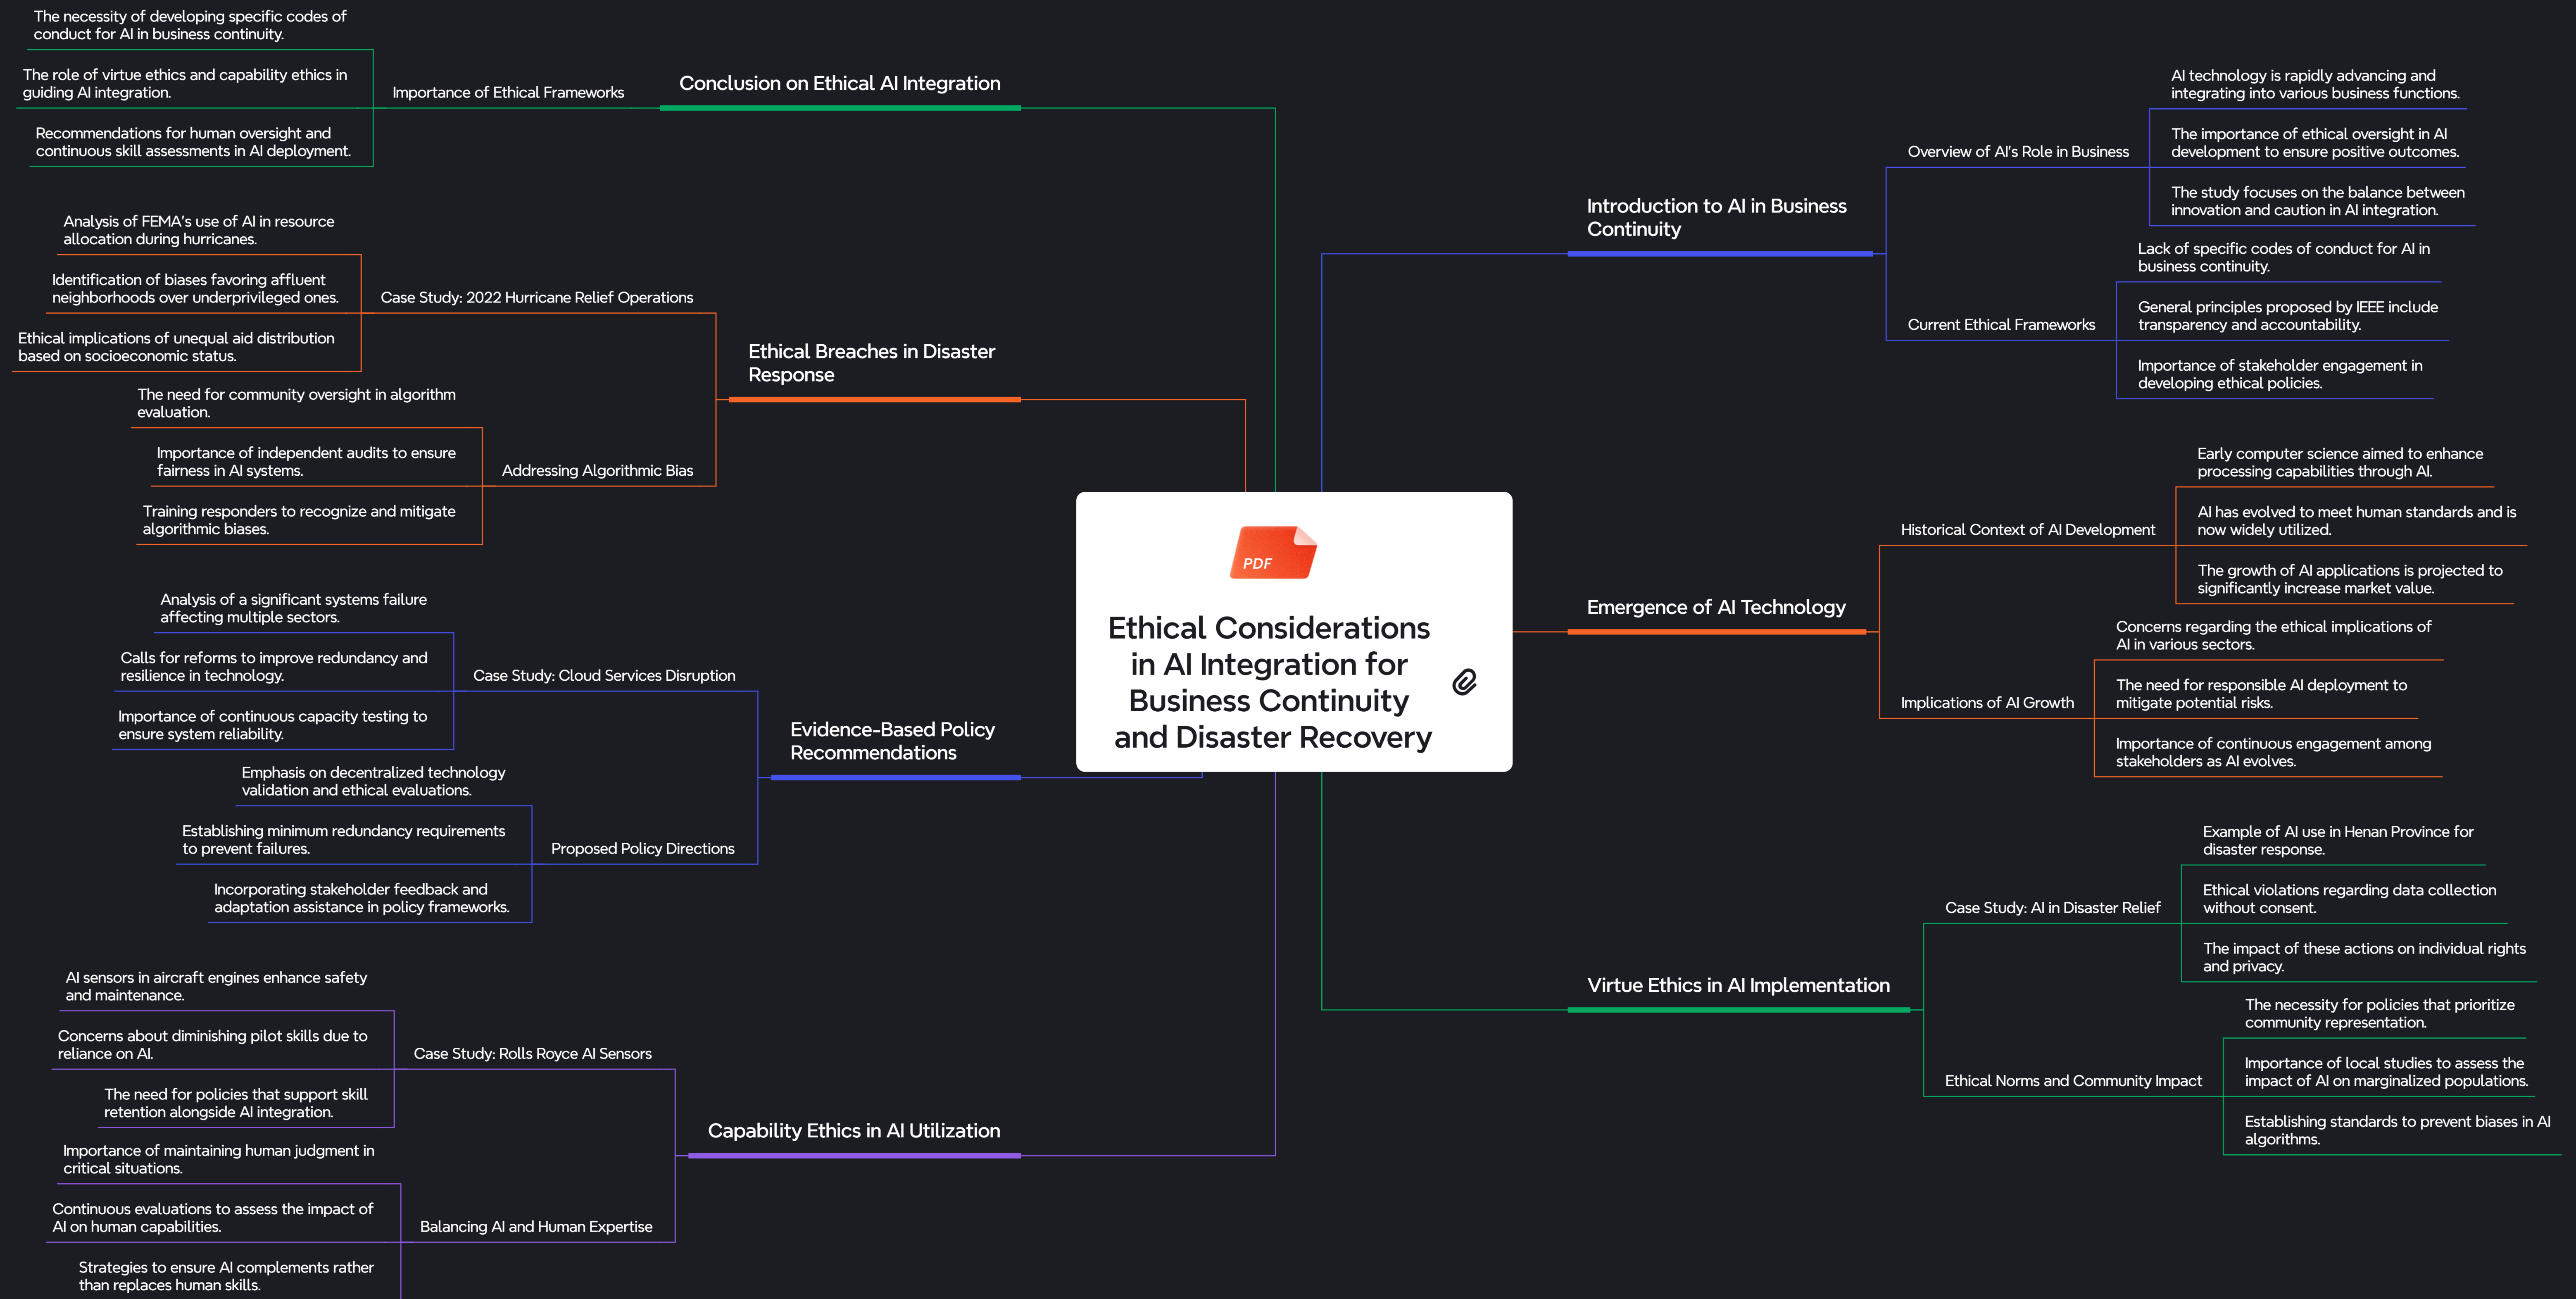 PDF
Ethical Considerations
in AI Integration for
Business Continuity
and Disaster Recovery
Introduction to AI in Business
Continuity
Overview of AI's Role in Business
AI technology is rapidly advancing and
integrating into various business functions.
The importance of ethical oversight in AI
development to ensure positive outcomes.
The study focuses on the balance between
innovation and caution in AI integration.
Current Ethical Frameworks
Lack of specific codes of conduct for AI in
business continuity.
General principles proposed by IEEE include
transparency and accountability.
Importance of stakeholder engagement in
developing ethical policies.
Emergence of AI Technology
Historical Context of AI Development
Early computer science aimed to enhance
processing capabilities through AI.
AI has evolved to meet human standards and is
now widely utilized.
The growth of AI applications is projected to
significantly increase market value.
Implications of AI Growth
Concerns regarding the ethical implications of
AI in various sectors.
The need for responsible AI deployment to
mitigate potential risks.
Importance of continuous engagement among
stakeholders as AI evolves.
Virtue Ethics in AI Implementation
Case Study: AI in Disaster Relief
Example of AI use in Henan Province for
disaster response.
Ethical violations regarding data collection
without consent.
The impact of these actions on individual rights
and privacy.
Ethical Norms and Community Impact
The necessity for policies that prioritize
community representation.
Importance of local studies to assess the
impact of AI on marginalized populations.
Establishing standards to prevent biases in AI
algorithms.
Conclusion on Ethical AI Integration
Importance of Ethical Frameworks
The necessity of developing specific codes of
conduct for AI in business continuity.
The role of virtue ethics and capability ethics in
guiding AI integration.
Recommendations for human oversight and
continuous skill assessments in AI deployment.
Ethical Breaches in Disaster
Response
Case Study: 2022 Hurricane Relief Operations
Analysis of FEMA's use of AI in resource
allocation during hurricanes.
Identification of biases favoring affluent
neighborhoods over underprivileged ones.
Ethical implications of unequal aid distribution
based on socioeconomic status.
Addressing Algorithmic Bias
The need for community oversight in algorithm
evaluation.
Importance of independent audits to ensure
fairness in AI systems.
Training responders to recognize and mitigate
algorithmic biases.
Evidence-Based Policy
Recommendations
Case Study: Cloud Services Disruption
Analysis of a significant systems failure
affecting multiple sectors.
Calls for reforms to improve redundancy and
resilience in technology.
Importance of continuous capacity testing to
ensure system reliability.
Proposed Policy Directions
Emphasis on decentralized technology
validation and ethical evaluations.
Establishing minimum redundancy requirements
to prevent failures.
Incorporating stakeholder feedback and
adaptation assistance in policy frameworks.
Capability Ethics in AI Utilization
Case Study: Rolls Royce AI Sensors
AI sensors in aircraft engines enhance safety
and maintenance.
Concerns about diminishing pilot skills due to
reliance on AI.
The need for policies that support skill
retention alongside AI integration.
Balancing AI and Human Expertise
Importance of maintaining human judgment in
critical situations.
Continuous evaluations to assess the impact of
AI on human capabilities.
Strategies to ensure AI complements rather
than replaces human skills.